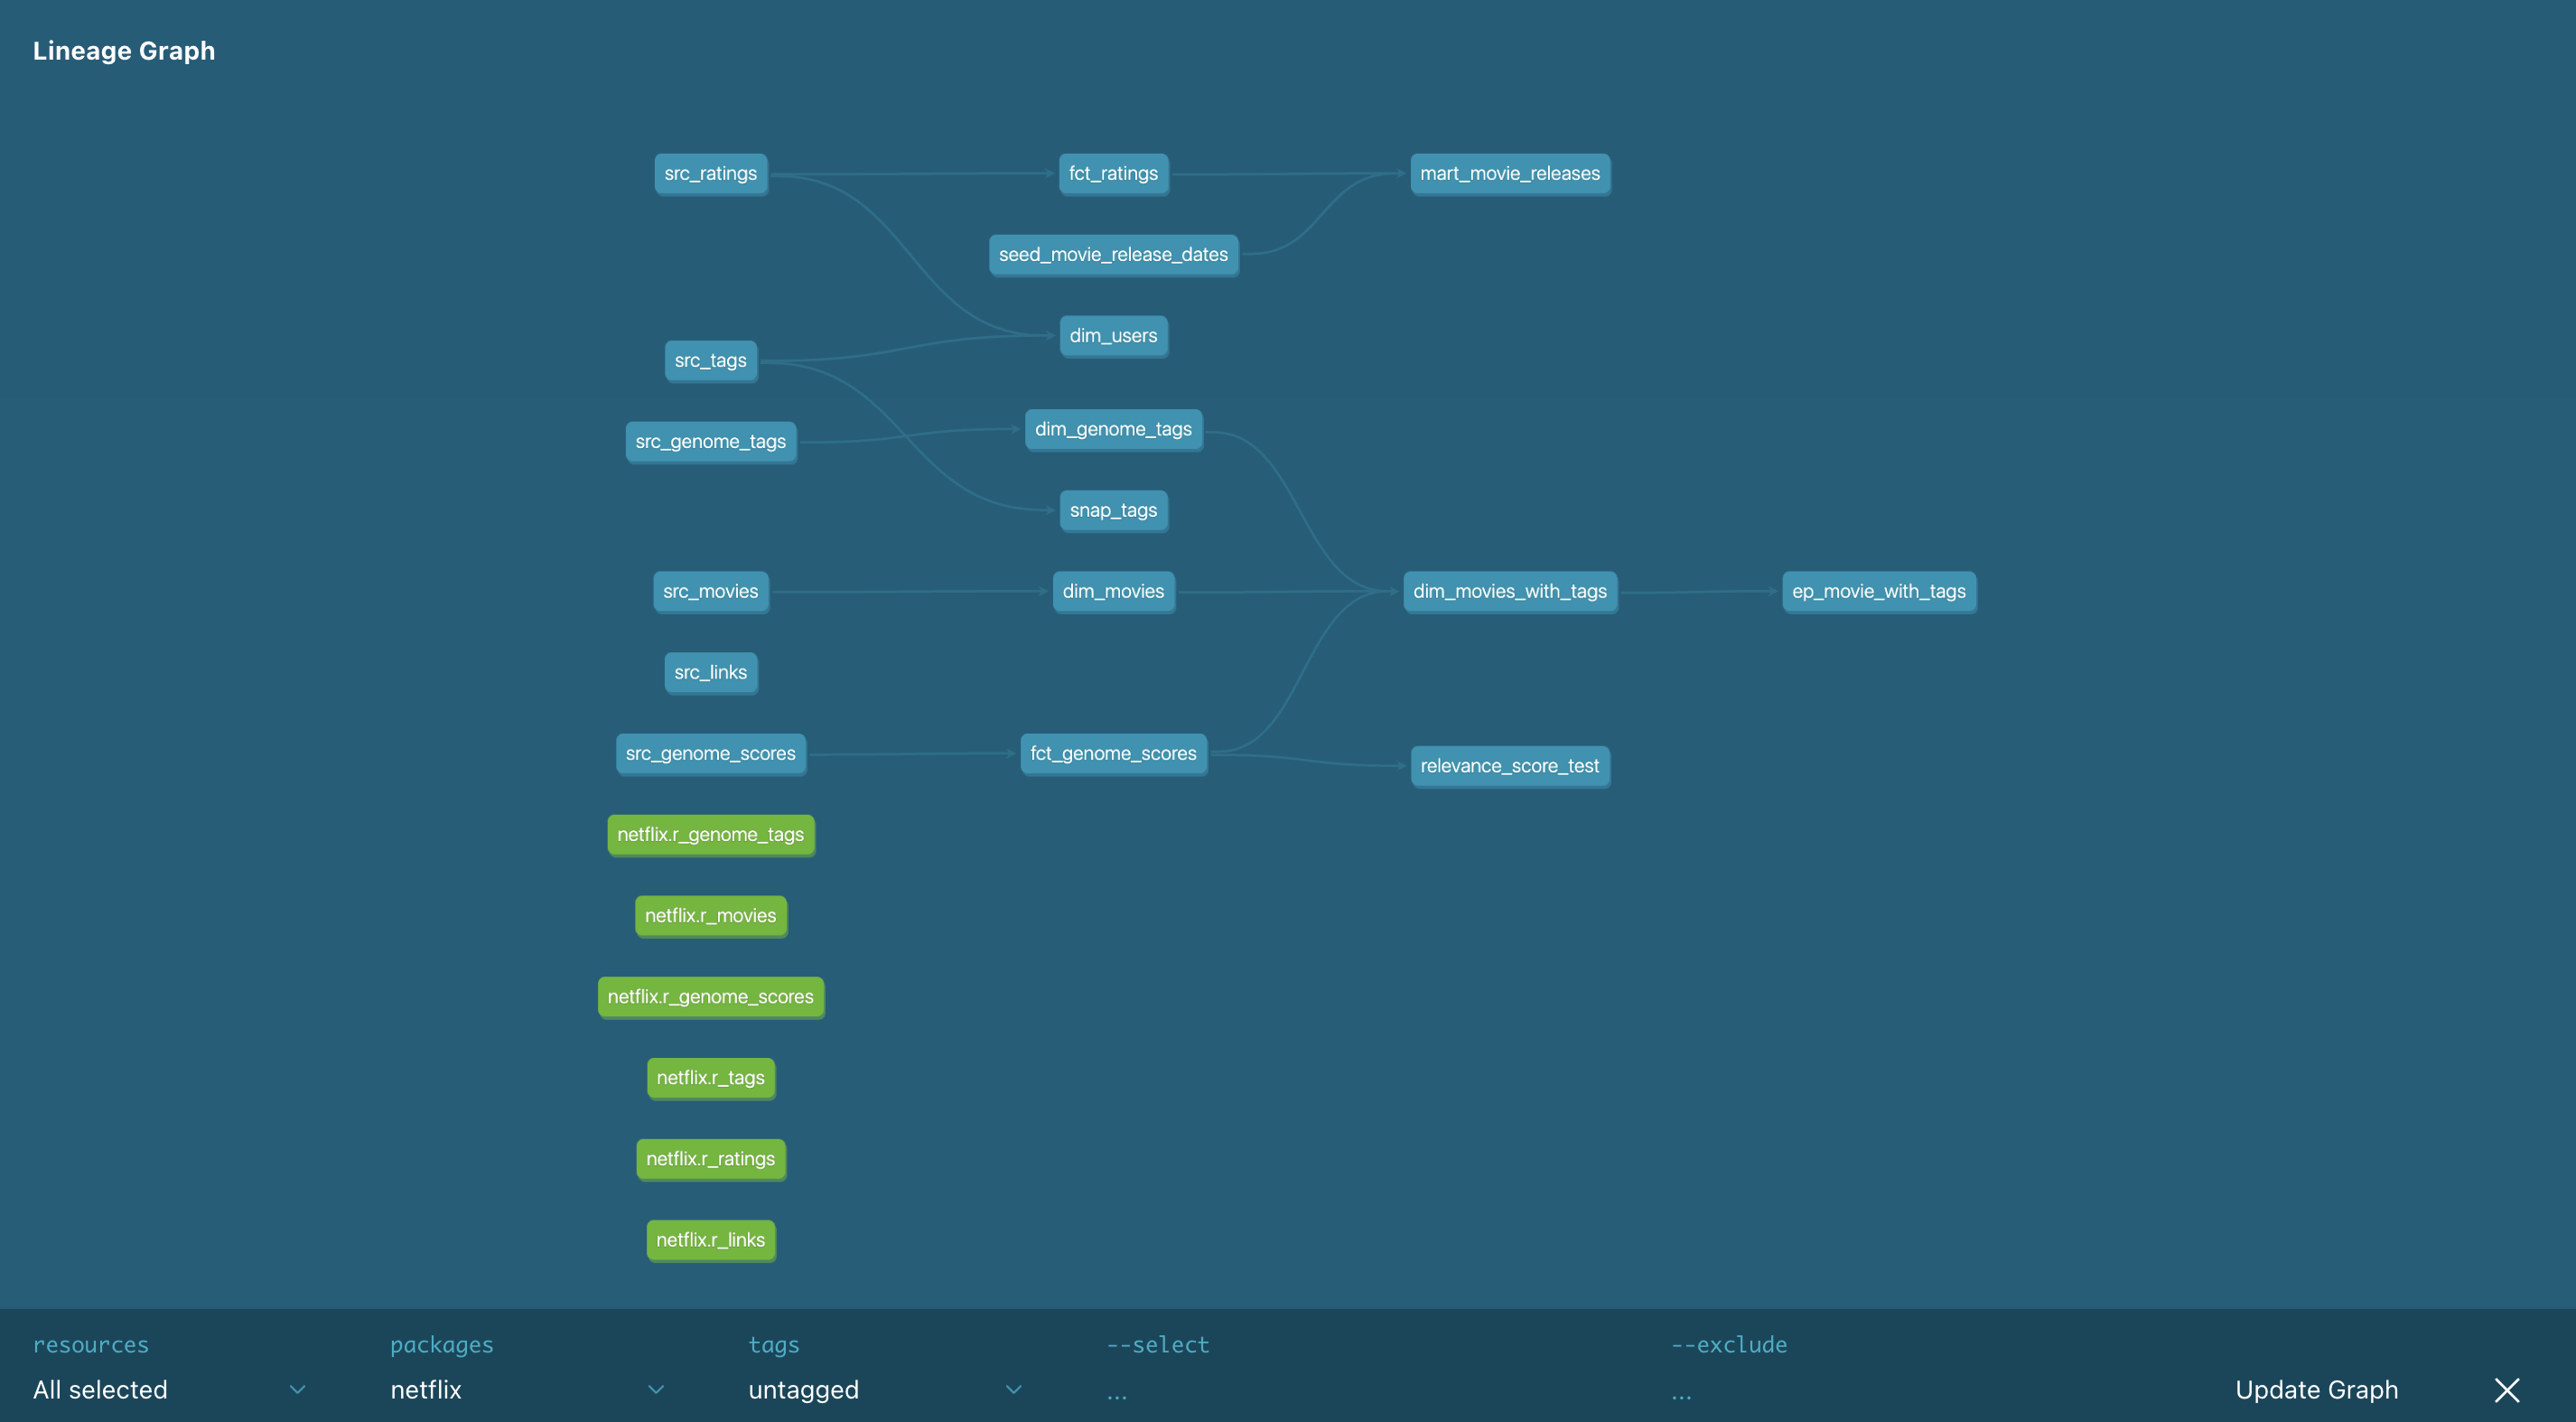 Lineage Graph
src_ratings
fct_ratings
mart_movie_releases
seed_movie_release_dates
dim_users
src_tags
dim_genome_tags
src_genome_tags
snap_tags
src_movies
dim_movies
dim_movies_with_tags
ep_movie_with_tags
src_links
src_genome_scores
fct_genome_scores
relevance_score_test
netflix.r_genome_tags
netflix.r_movies
netflix.r_genome_scores
netflix.r_tags
netflix.r_ratings
netflix.r_links
resources
packages
tags
--select
--exclude
All selected
netflix
untagged
...
...
Update Graph